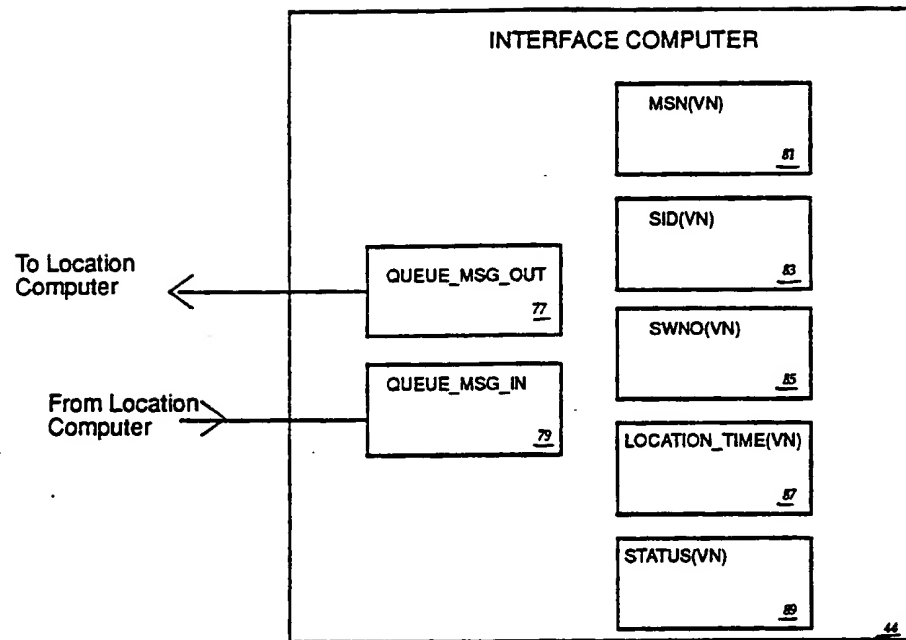 INTERFACE COMPUTER
MSN(VN)
81
SID(VN)
83
To Location
Computer
QUEUE_MSG_OUT
77
SWNO(VN)
85
From Location
Computer
QUEUE_MSG_IN
79
LOCATION_TIME(VN)
87
STATUS(VN)
89
44